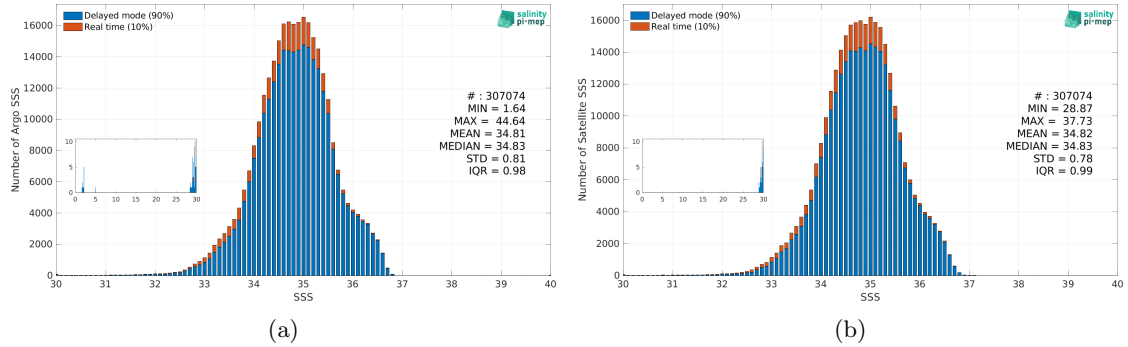 Delayed mode (90%)
Real time (10%)
salinity
pi-mep
Number of Argo SSS
16000
14000
12000
10000
8000
6000
4000
2000
0
# : 307074
MIN = 1.64
MAX = 44.64
MEAN = 34.81
MEDIAN = 34.83
STD = 0.81
IQR = 0.98
10
5
0
0 5 10 15 20 25 30
30 31 32 33 34 35 36 37 38 39 40
SSS
(a)
Delayed mode (90%)
Real time (10%)
salinity
pi-mep
Number of Satellite SSS
16000
14000
12000
10000
8000
6000
4000
2000
0
# : 307074
MIN = 28.87
MAX = 37.73
MEAN = 34.82
MEDIAN = 34.83
STD = 0.78
IQR = 0.99
10
5
0
0 5 10 15 20 25 30
30 31 32 33 34 35 36 37 38 39 40
SSS
(b)